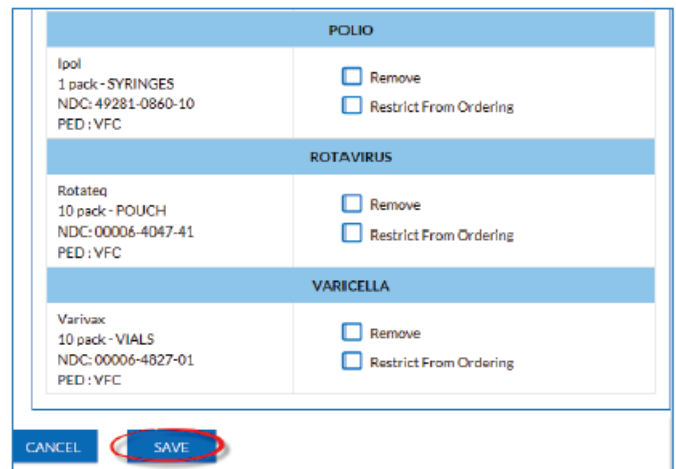 POLIO
Ipol
1 pack - SYRINGES
NDC: 49281-0860-10
PED : VFC
Remove
Restrict From Ordering
ROTAVIRUS
Rotateq
10 pack - POUCH
NDC: 00006-4047-41
PED : VFC
Remove
Restrict From Ordering
VARICELLA
Varivax
10 pack - VIALS
NDC: 00006-4827-01
PED : VFC
Remove
Restrict From Ordering
CANCEL
SAVE